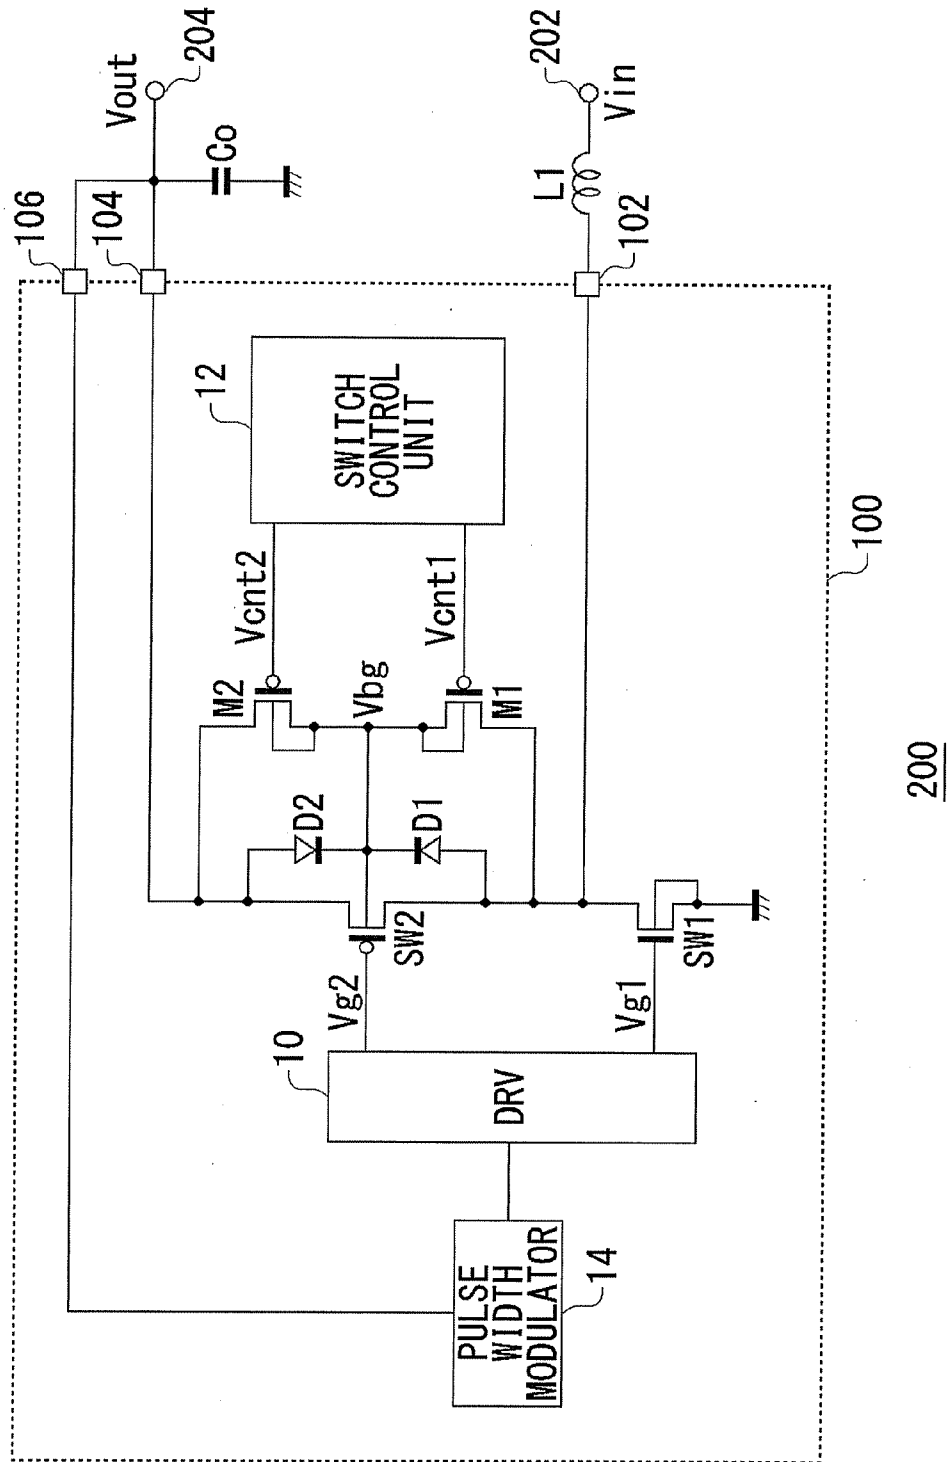 106
104
Vout
204
Co
202
Vin
L1
102
12
SWITCH
CONTROL
UNIT
Vcnt2
Vcnt1
M2
Vbg
M1
D2
D1
SW2
SW1
Vg2
Vg1
10
DRV
PULSE
WIDTH
MODULATOR
14
100
200